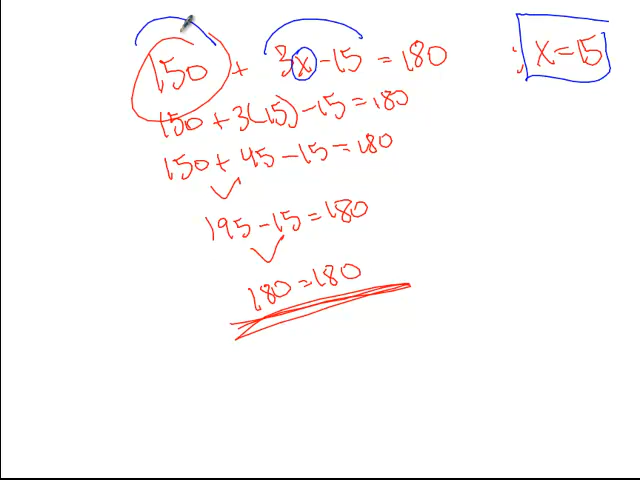 150 + 3x - 15 = 180 ; x = 15
150 + 3(15) - 15 = 180
150 + 45 - 15 = 180
195 - 15 = 180
180 = 180